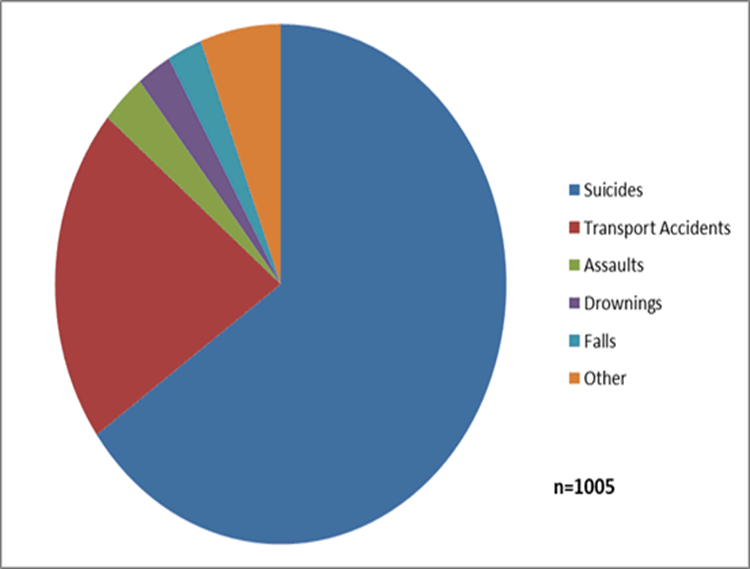 Suicides
Transport Accidents
Assaults
Drownings
Falls
Other
n=1005